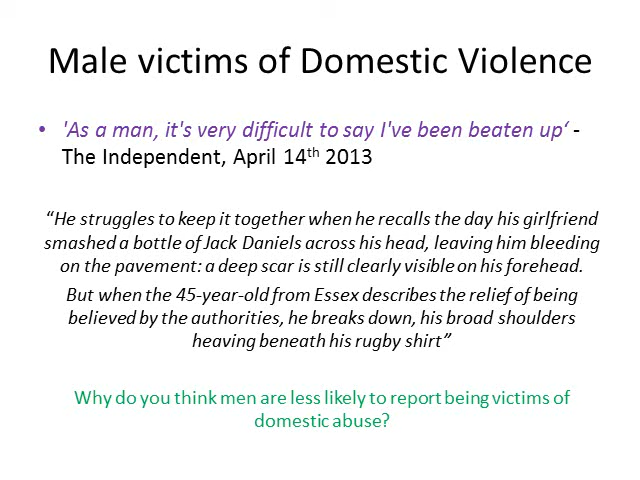 Male victims of Domestic Violence
• 'As a man, it's very difficult to say I've been beaten up‘ -
The Independent, April 14th 2013
“He struggles to keep it together when he recalls the day his girlfriend
smashed a bottle of Jack Daniels across his head, leaving him bleeding
on the pavement: a deep scar is still clearly visible on his forehead.
But when the 45-year-old from Essex describes the relief of being
believed by the authorities, he breaks down, his broad shoulders
heaving beneath his rugby shirt”
Why do you think men are less likely to report being victims of
domestic abuse?